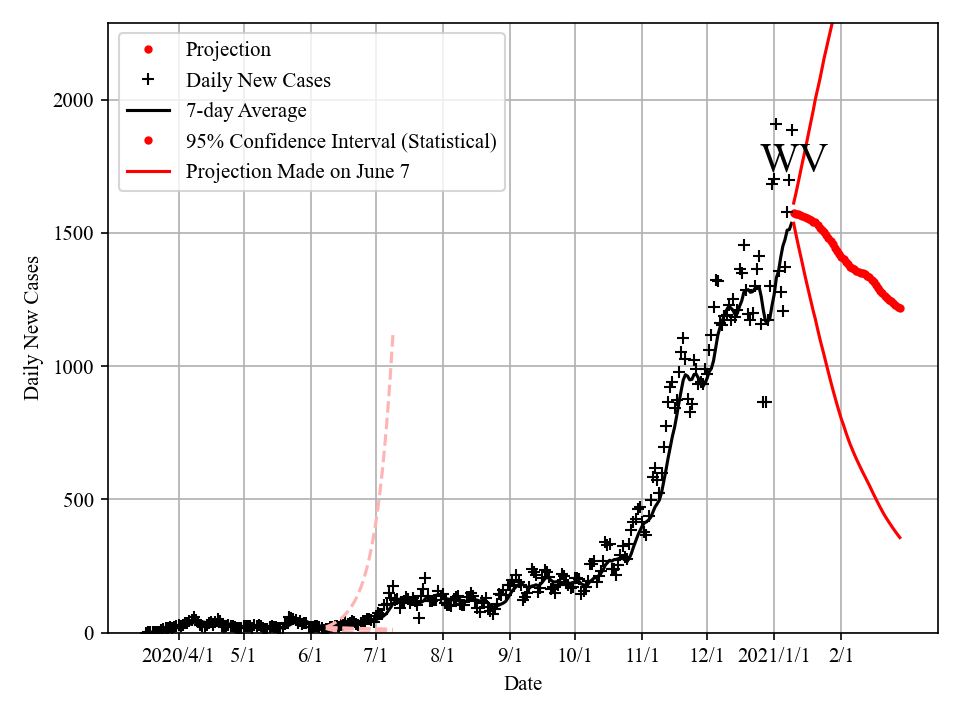 Projection
Daily New Cases
7-day Average
95% Confidence Interval (Statistical)
Projection Made on June 7
WV
2000
1500
1000
500
0
Daily New Cases
2020/4/1 5/1 6/1 7/1 8/1 9/1 10/1 11/1 12/1 2021/1/1 2/1
Date